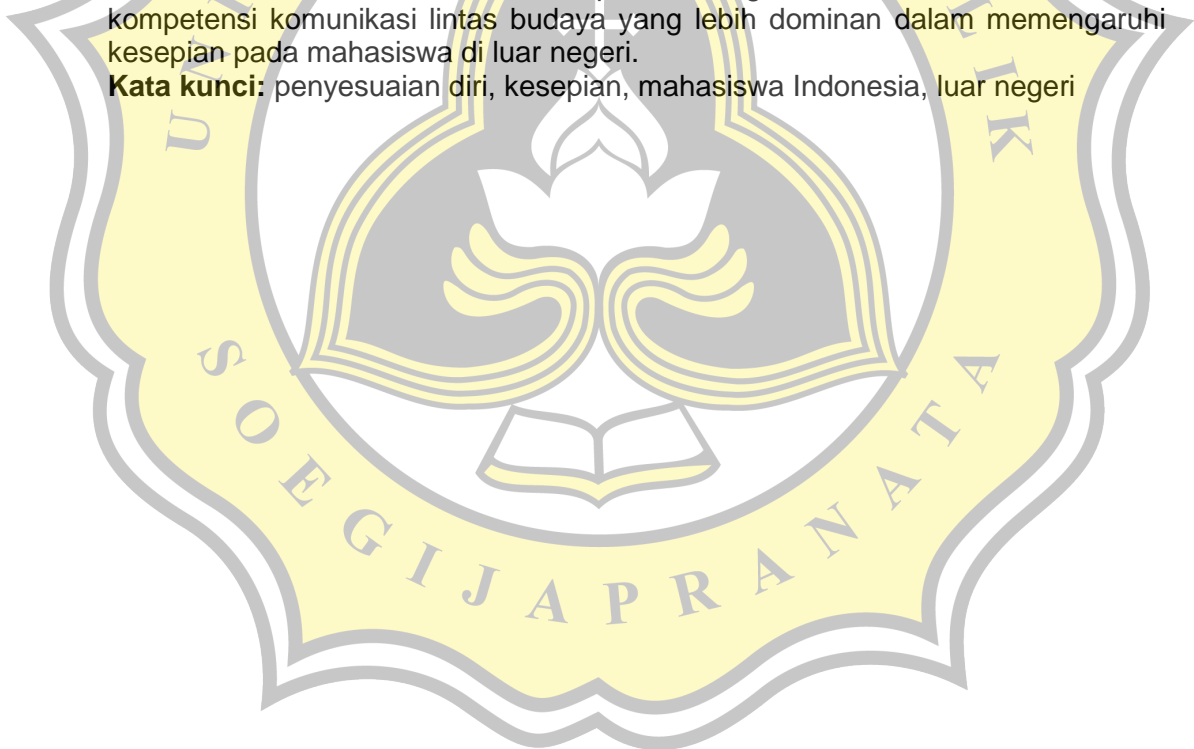 kompetensi komunikasi lintas budaya yang lebih dominan dalam memengaruhi
kesepian pada mahasiswa di luar negeri.
Kata kunci: penyesuaian diri, kesepian, mahasiswa Indonesia, luar negeri
SOEGIJAPRANATA